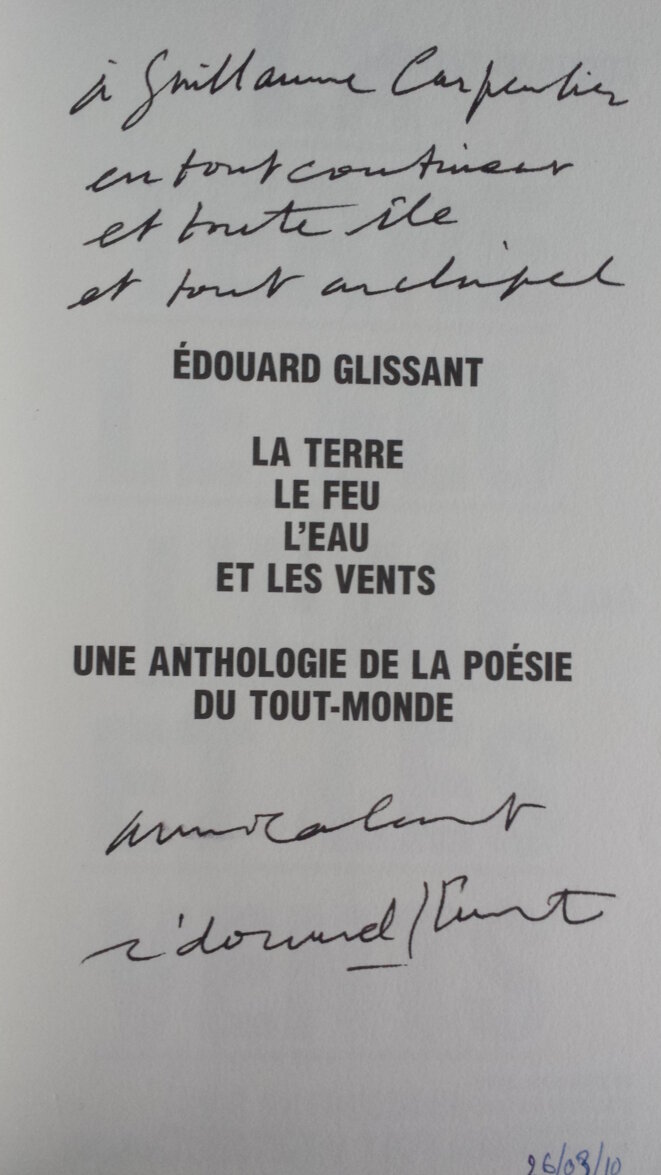 à Guillaume Carpentier
en tout continent
et toute île
et tout archipel
ÉDOUARD GLISSANT
LA TERRE
LE FEU
L'EAU
ET LES VENTS
UNE ANTHOLOGIE DE LA POÉSIE
DU TOUT-MONDE
amicalement
Édouard Glissant
26/03/10